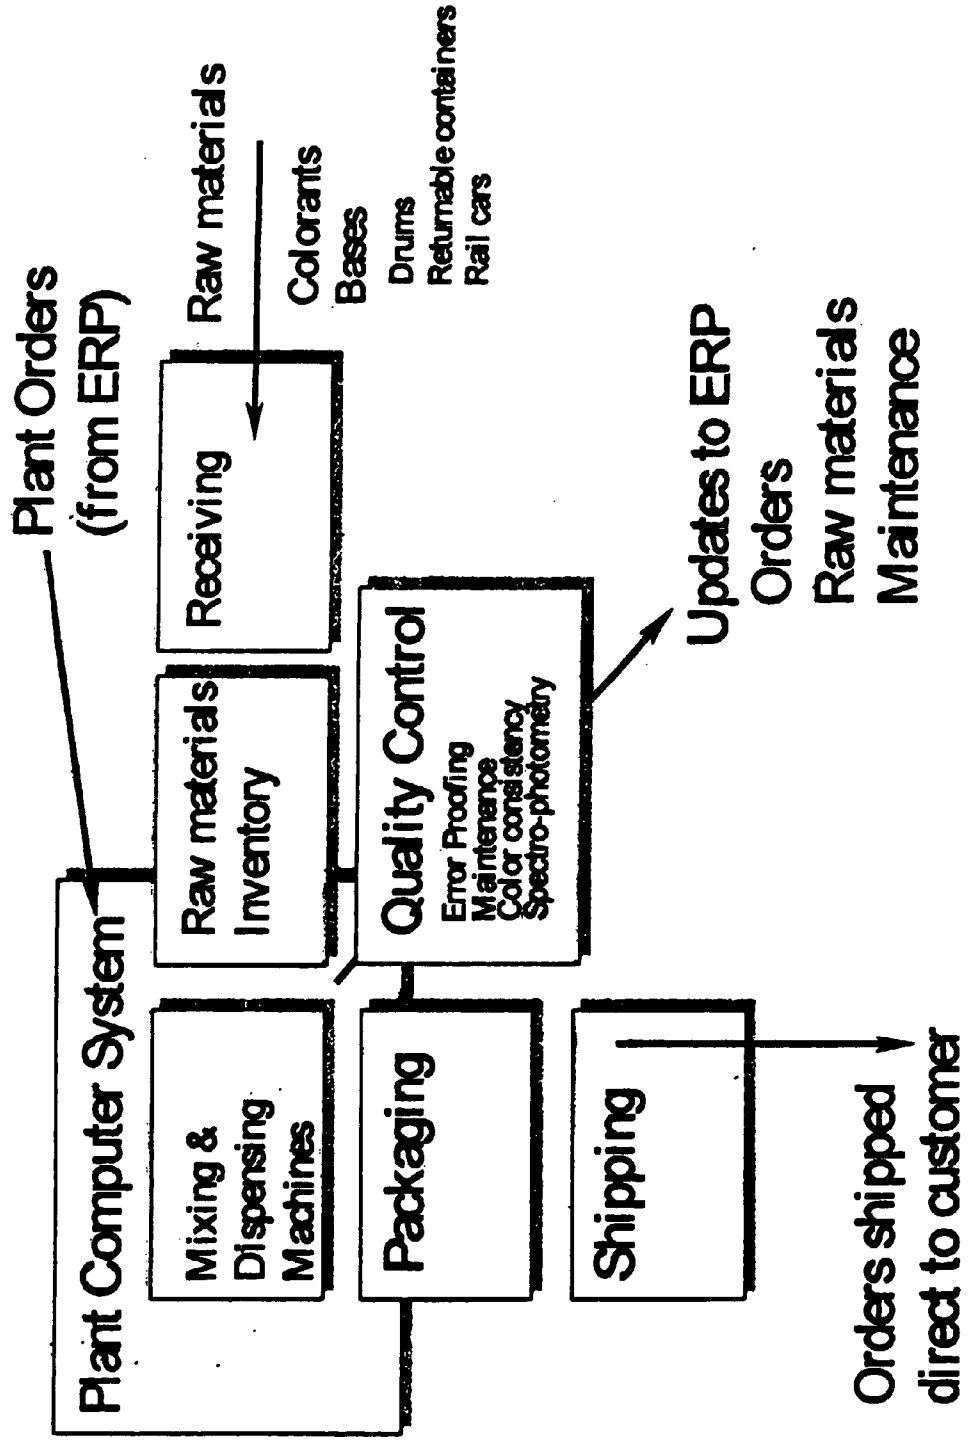 Plant Orders
(from ERP)
Plant Computer System
Mixing &
Dispensing
Machines
Raw materials
Inventory
Receiving
Raw materials
Colorants
Bases
Drums
Returnable containers
Rail cars
Packaging
Quality Control
Error Proofing
Maintenance
Color consistency
Spectro-photometry
Shipping
Updates to ERP
Orders
Raw materials
Maintenance
Orders shipped
direct to customer